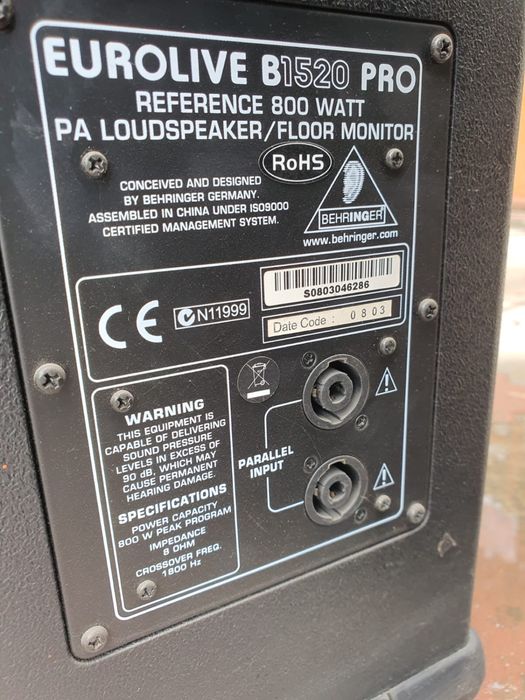 EUROLIVE B1520 PRO
REFERENCE 800 WATT
PA LOUDSPEAKER/FLOOR MONITOR
RoHS
CONCEIVED AND DESIGNED
BY BEHRINGER GERMANY.
ASSEMBLED IN CHINA UNDER ISO9000
CERTIFIED MANAGEMENT SYSTEM.
BEHRINGER
www.behringer.com
CE
N11999
S0803046286
Date Code : 0803
WARNING
THIS EQUIPMENT IS
CAPABLE OF DELIVERING
SOUND PRESSURE
LEVELS IN EXCESS OF
90 dB, WHICH MAY
CAUSE PERMANENT
HEARING DAMAGE.
SPECIFICATIONS
POWER CAPACITY
800 W PEAK PROGRAM
IMPEDANCE
8 OHM
CROSSOVER FREQ.
1800 Hz
PARALLEL
INPUT